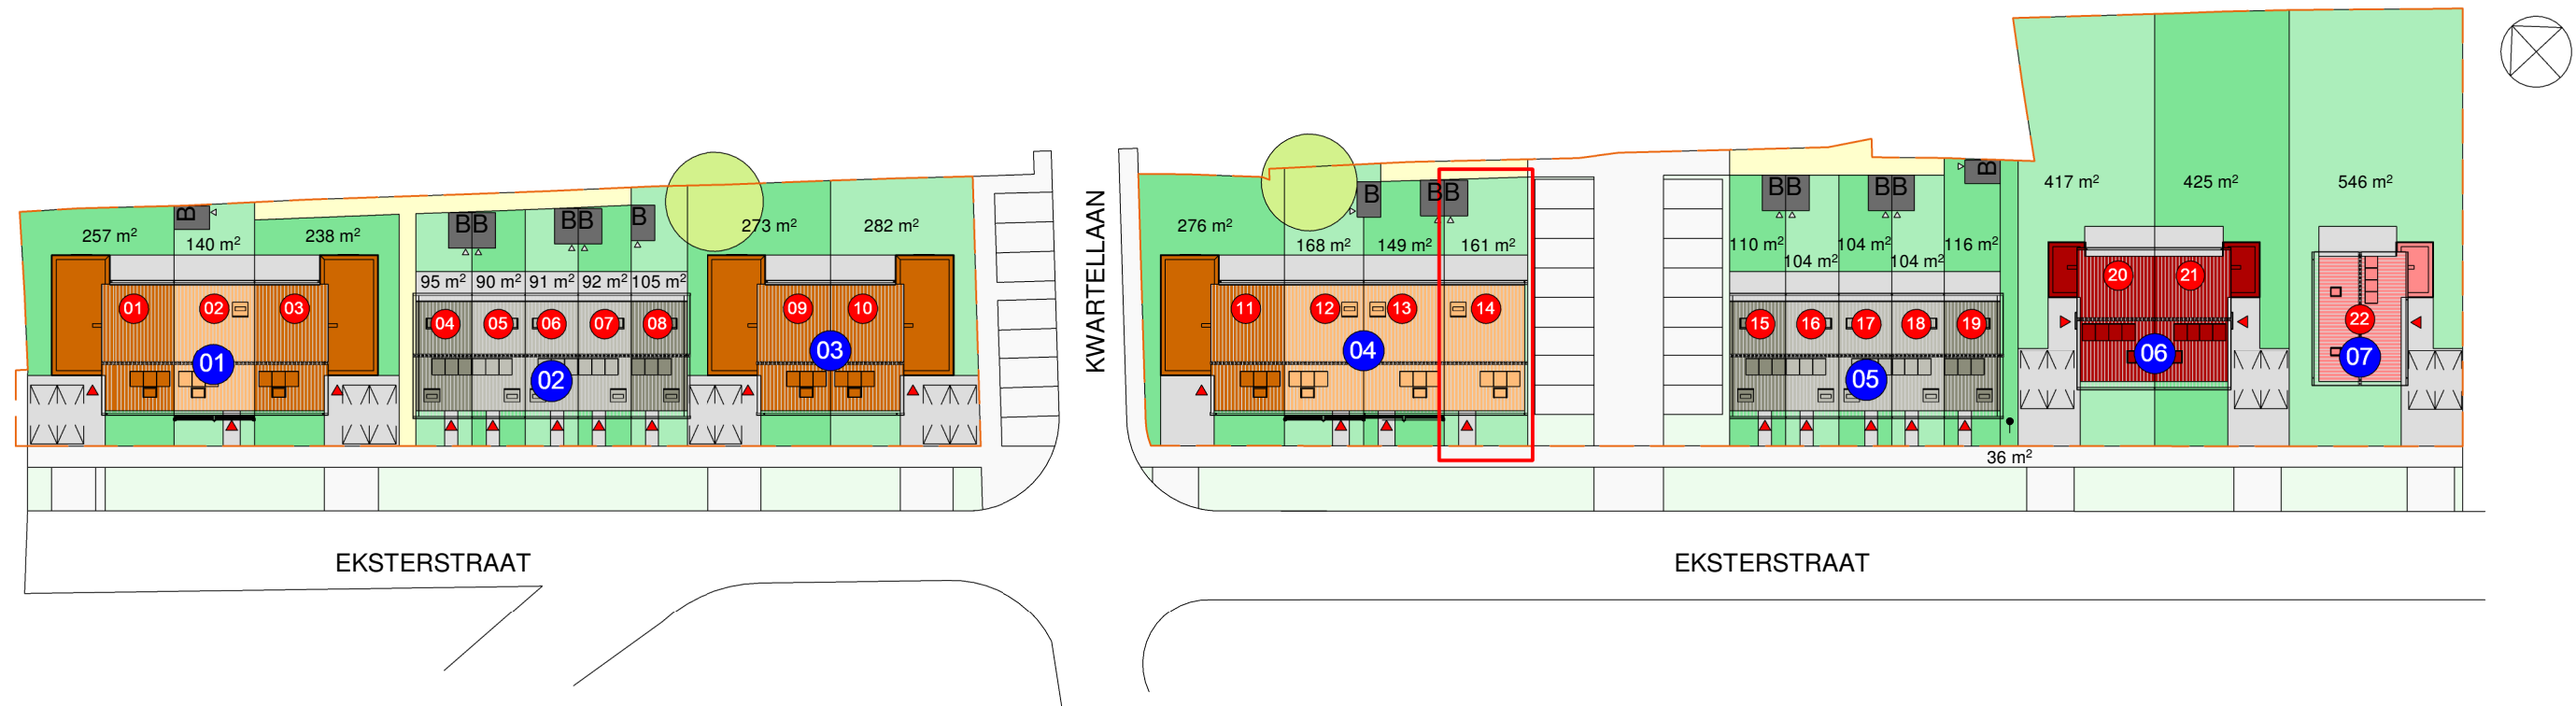 257 m²
140 m²
238 m²
B
95 m²
90 m²
91 m²
92 m²
105 m²
BB
BB
B
273 m²
282 m²
01
02
03
04
05
06
07
08
09
10
01
02
03
KWARTELLAAN
276 m²
168 m²
149 m²
161 m²
B
BB
11
12
13
14
04
110 m²
104 m²
104 m²
104 m²
116 m²
BB
BB
B
15
16
17
18
19
05
417 m²
425 m²
546 m²
20
21
22
06
07
36 m²
EKSTERSTRAAT
EKSTERSTRAAT